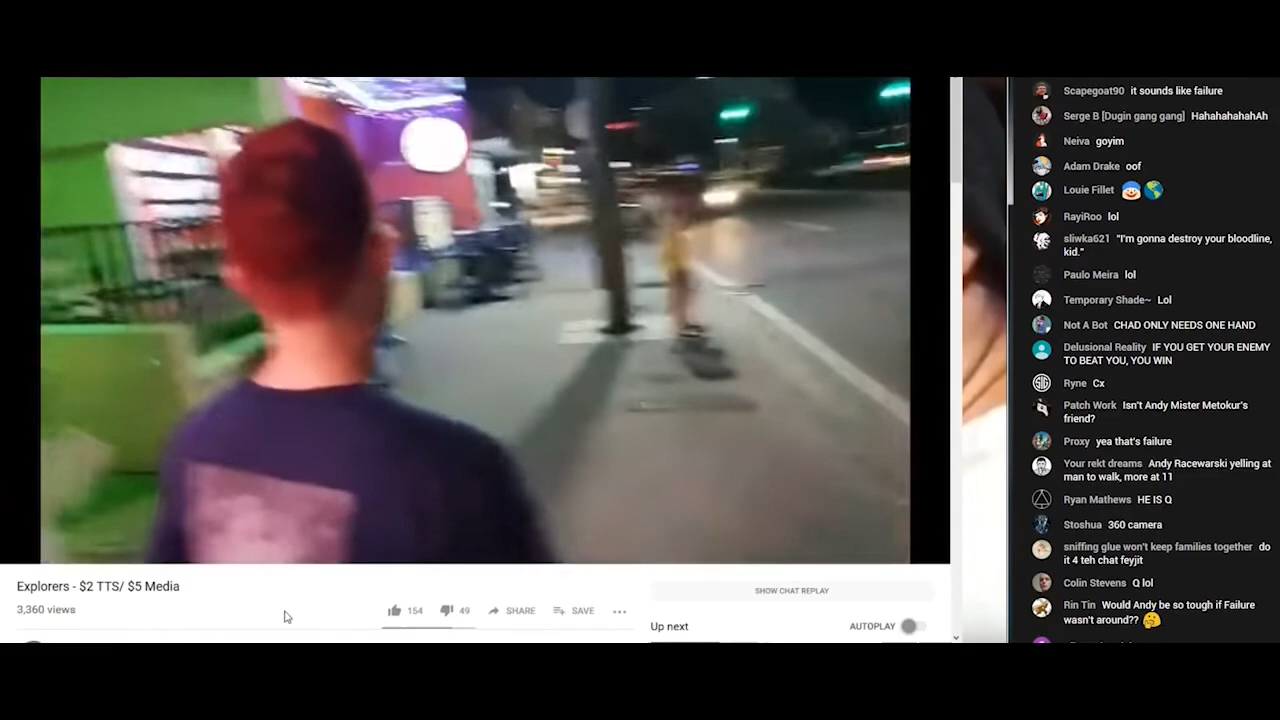 Scapegoat90 it sounds like failure
Serge B [Dugin gang gang] HahahahahahAh
Neiva goyim
Adam Drake oof
Louie Fillet
RayiRoo lol
sliwka621 "I'm gonna destroy your bloodline,
kid."
Paulo Meira lol
Temporary Shade~ Lol
Not A Bot CHAD ONLY NEEDS ONE HAND
Delusional Reality IF YOU GET YOUR ENEMY
TO BEAT YOU, YOU WIN
Ryne Cx
Patch Work Isn't Andy Mister Metokur's
friend?
Proxy yea that's failure
Your rekt dreams Andy Racewarski yelling at
man to walk, more at 11
Ryan Mathews HE IS Q
Stoshua 360 camera
sniffing glue won't keep families together do
it 4 teh chat feyjit
Colin Stevens Q lol
Rin Tin Would Andy be so tough if Failure
wasn't around??
Explorers - $2 TTS/ $5 Media
3,360 views
154
49
SHARE
SAVE
SHOW CHAT REPLAY
Up next
AUTOPLAY